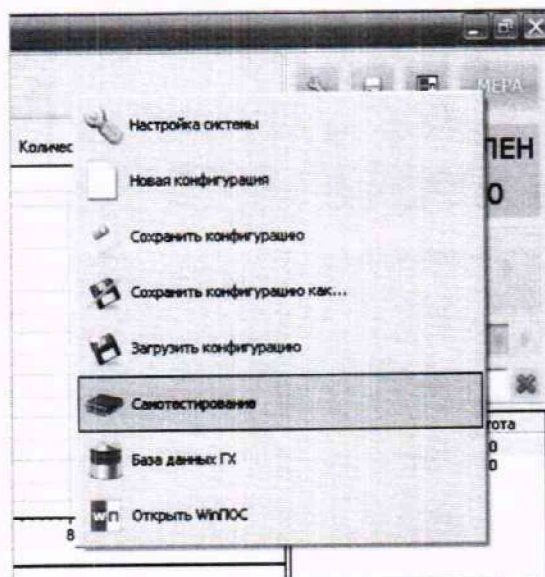 МЕРА
Количес
ЛЕН
0
Настройка системы
Новая конфигурация
Сохранить конфигурацию
Сохранить конфигурацию как...
Загрузить конфигурацию
Самотестирование
База данных ГХ
Wп Открыть WinПОС
тота
0
0
8